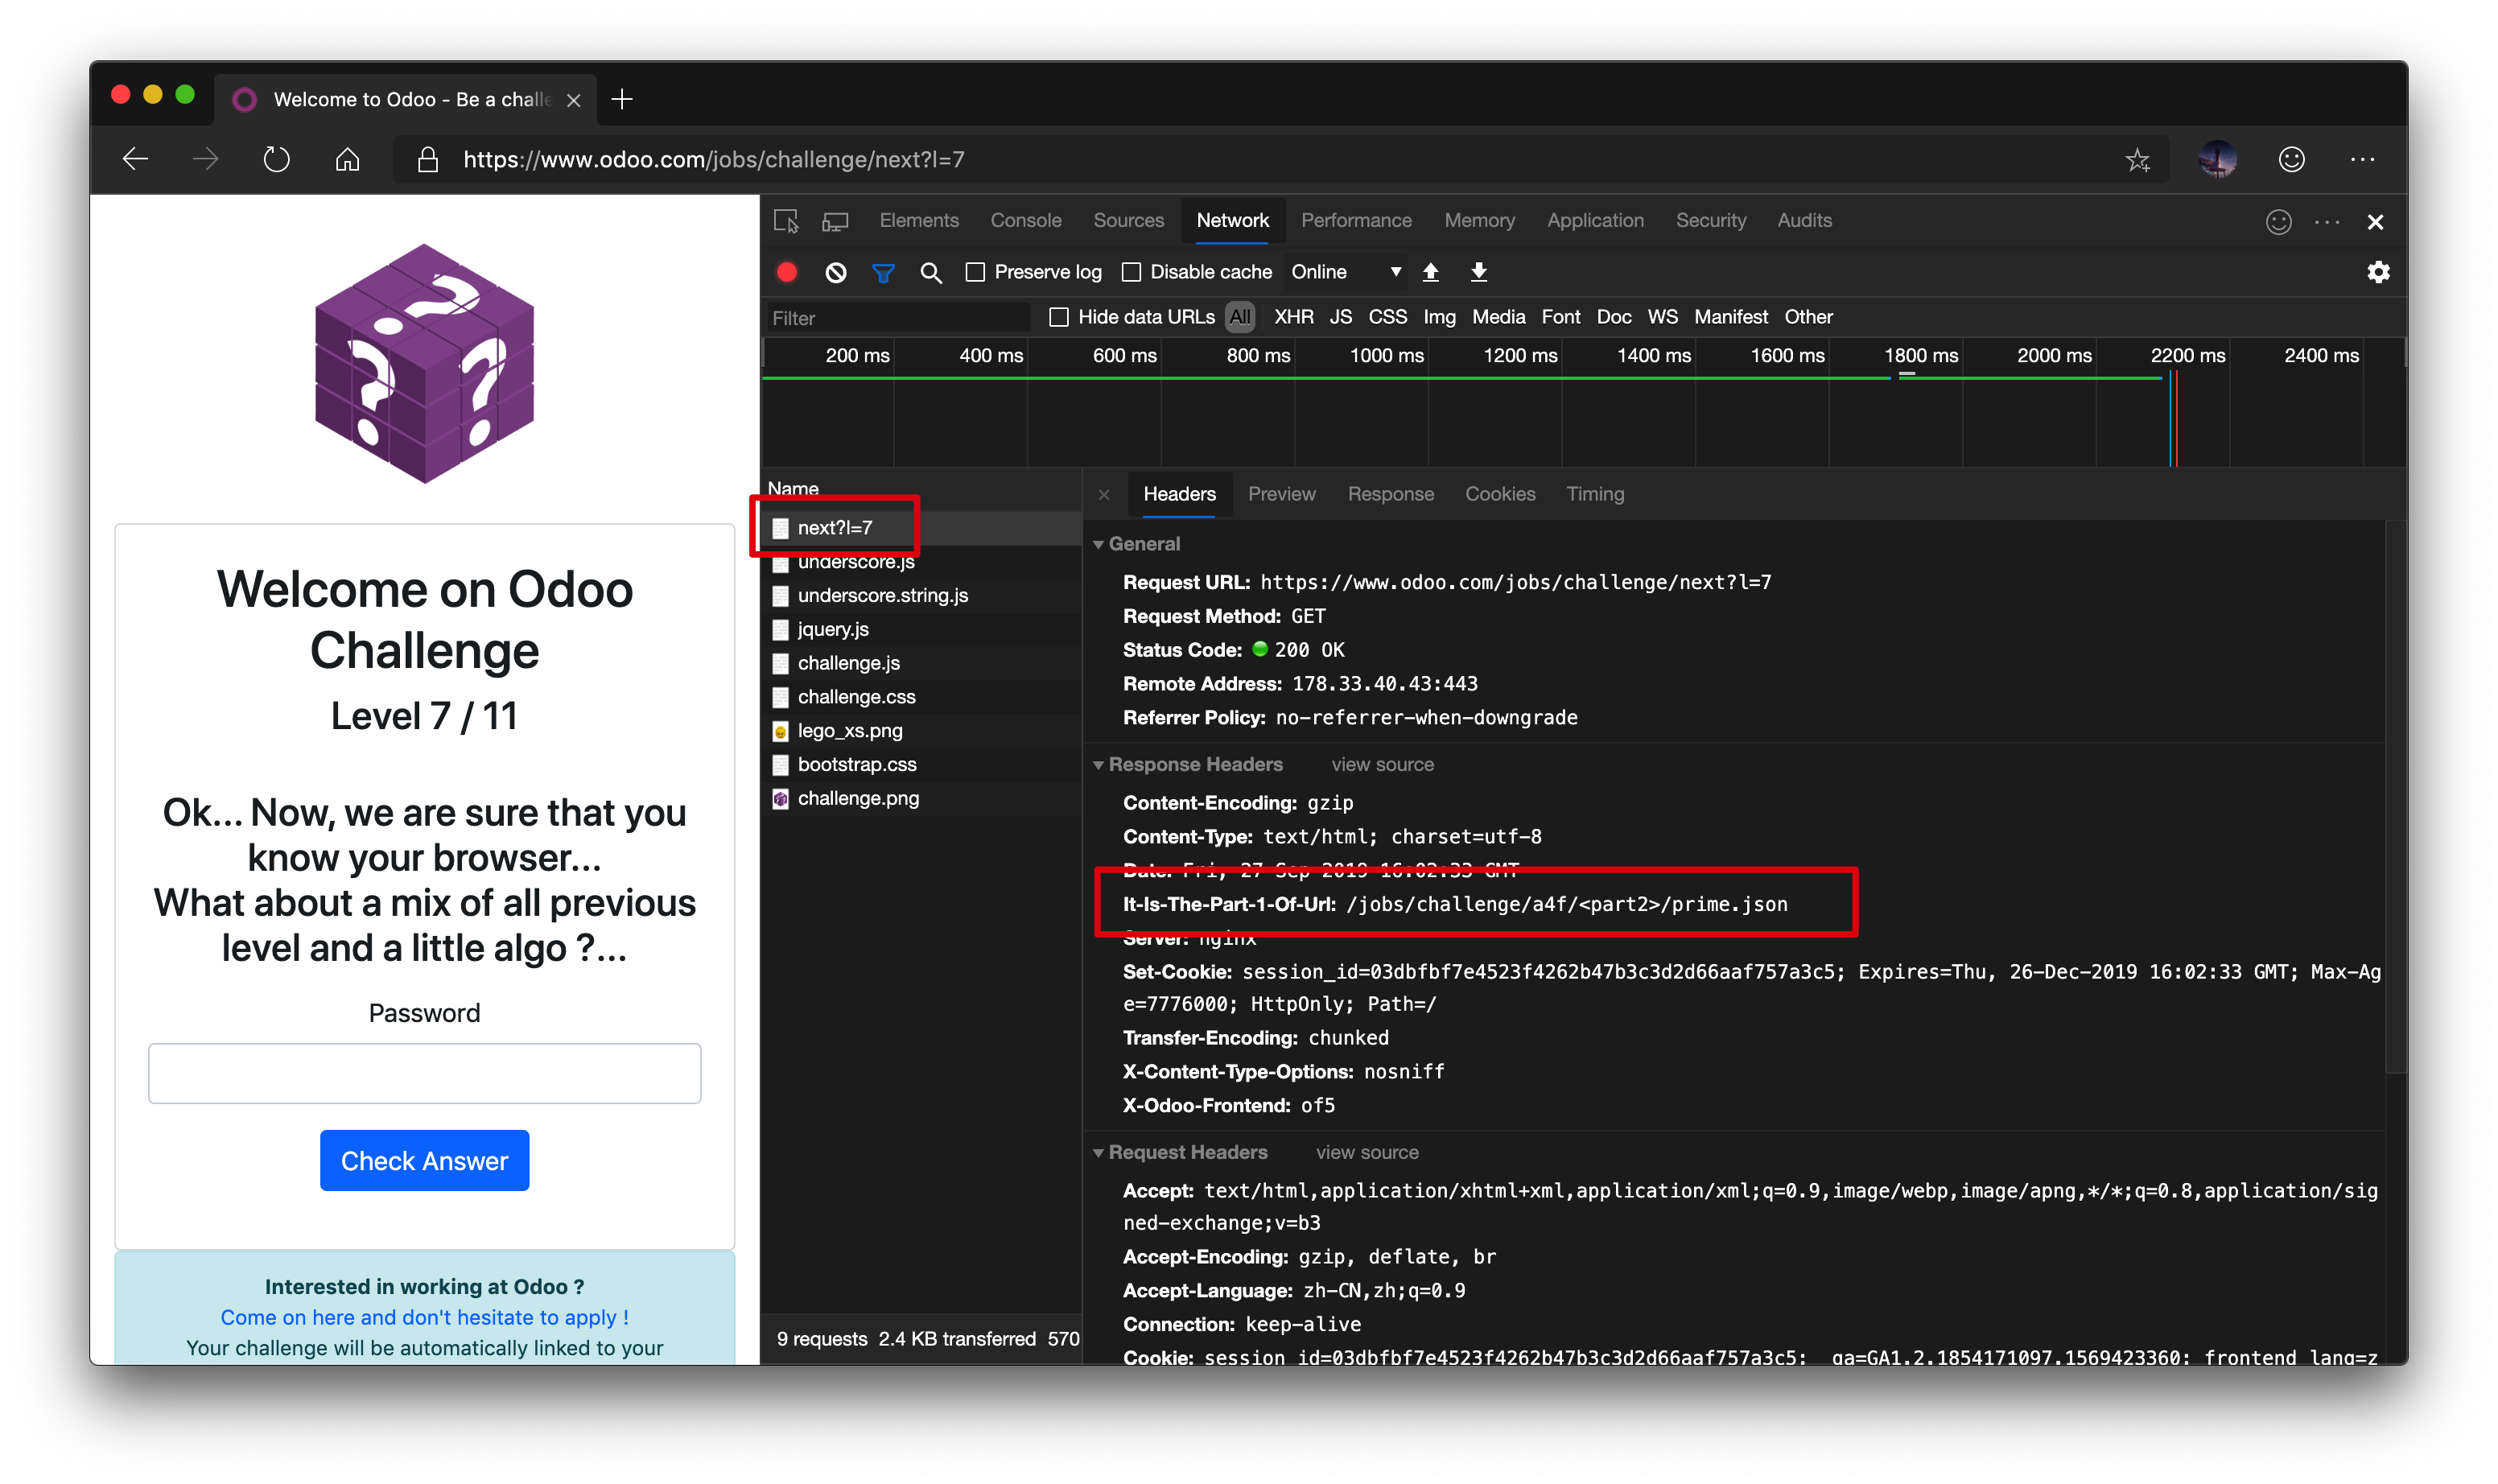 Welcome to Odoo - Be a challe
https://www.odoo.com/jobs/challenge/next?l=7
Elements Console Sources Network Performance Memory Application Security Audits
Preserve log Disable cache Online
Filter Hide data URLs All XHR JS CSS Img Media Font Doc WS Manifest Other
200 ms 400 ms 600 ms 800 ms 1000 ms 1200 ms 1400 ms 1600 ms 1800 ms 2000 ms 2200 ms 2400 ms
? ? ?
Welcome on Odoo
Challenge
Level 7 / 11
Ok... Now, we are sure that you
know your browser...
What about a mix of all previous
level and a little algo ?...
Password
Check Answer
Interested in working at Odoo ?
Come on here and don't hesitate to apply !
Your challenge will be automatically linked to your
Name
next?l=7
underscore.js
underscore.string.js
jquery.js
challenge.js
challenge.css
lego_xs.png
bootstrap.css
challenge.png
9 requests 2.4 KB transferred 570
Headers Preview Response Cookies Timing
General
Request URL: https://www.odoo.com/jobs/challenge/next?l=7
Request Method: GET
Status Code: 200 OK
Remote Address: 178.33.40.43:443
Referrer Policy: no-referrer-when-downgrade
Response Headers view source
Content-Encoding: gzip
Content-Type: text/html; charset=utf-8
Date: Fri, 27 Sep 2019 16:02:33 GMT
It-Is-The-Part-1-Of-Url: /jobs/challenge/a4f/<part2>/prime.json
Server: nginx
Set-Cookie: session_id=03dbfbf7e4523f4262b47b3c3d2d66aaf757a3c5; Expires=Thu, 26-Dec-2019 16:02:33 GMT; Max-Ag
e=7776000; HttpOnly; Path=/
Transfer-Encoding: chunked
X-Content-Type-Options: nosniff
X-Odoo-Frontend: of5
Request Headers view source
Accept: text/html,application/xhtml+xml,application/xml;q=0.9,image/webp,image/apng,*/*;q=0.8,application/sig
ned-exchange;v=b3
Accept-Encoding: gzip, deflate, br
Accept-Language: zh-CN,zh;q=0.9
Connection: keep-alive
Cookie: session_id=03dbfbf7e4523f4262b47b3c3d2d66aaf757a3c5; _ga=GA1.2.1854171097.1569423360; frontend_lang=z